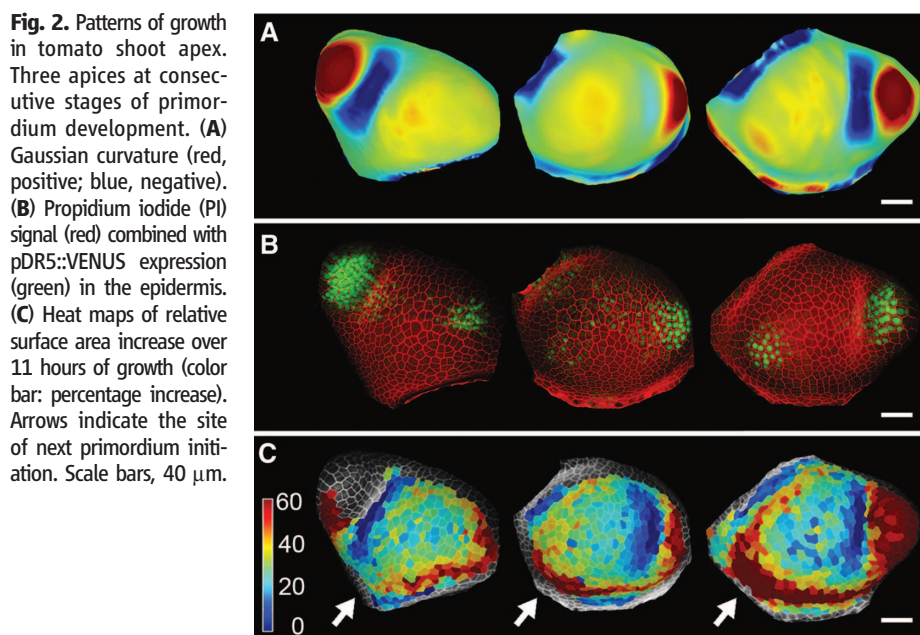 Fig. 2. Patterns of growth
in tomato shoot apex.
Three apices at consec-
utive stages of primor-
dium development. (A)
Gaussian curvature (red,
positive; blue, negative).
(B) Propidium iodide (PI)
signal (red) combined with
pDR5::VENUS expression
(green) in the epidermis.
(C) Heat maps of relative
surface area increase over
11 hours of growth (color
bar: percentage increase).
Arrows indicate the site
of next primordium initi-
ation. Scale bars, 40 μm.
A
B
C
60
40
20
0